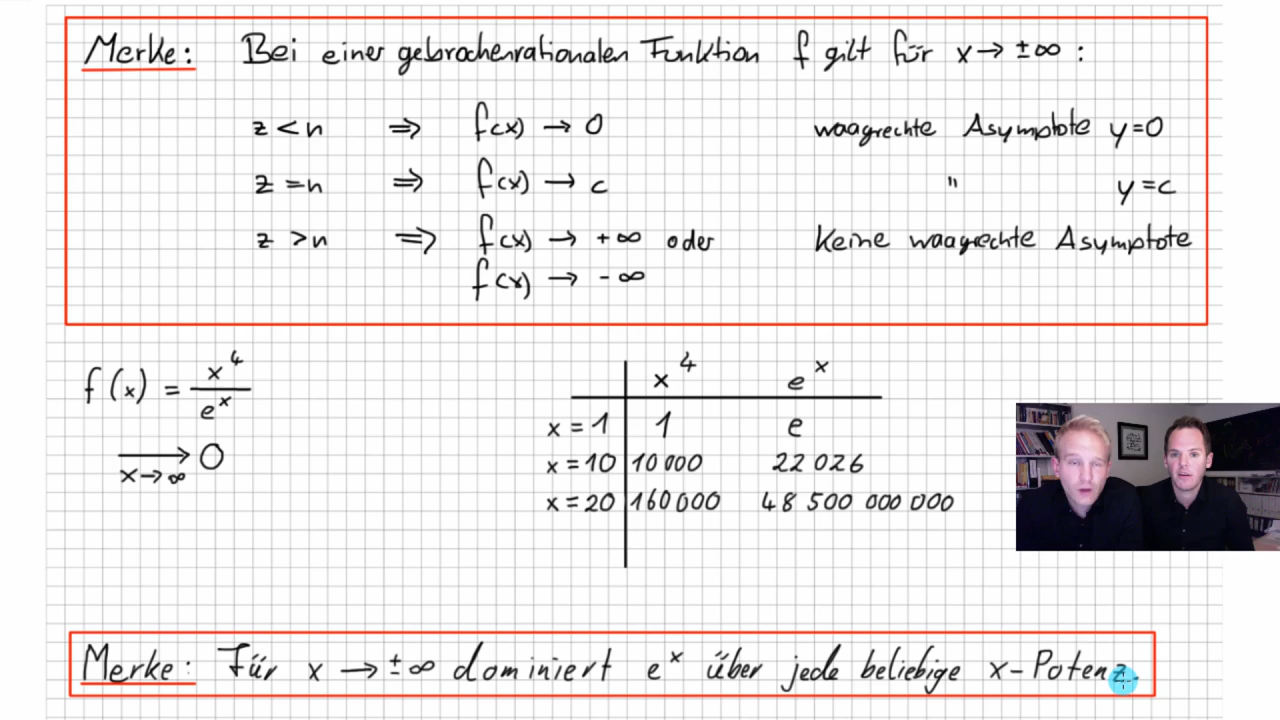 Merke: Bei einer gebrochenrationalen Funktion f gilt für x → ±∞ :
z < n ⇒ f(x) → 0 waagrechte Asymptote y=0
z = n ⇒ f(x) → c " y=c
z > n ⇒ f(x) → +∞ oder Keine waagrechte Asymptote
f(x) → -∞
f(x) = x⁴/eˣ
x→∞ → 0
x⁴ eˣ
x = 1 1 e
x = 10 10 000 22 026
x = 20 160 000 48 500 000 000
Merke: Für x → ±∞ dominiert eˣ über jede beliebige x-Potenz.